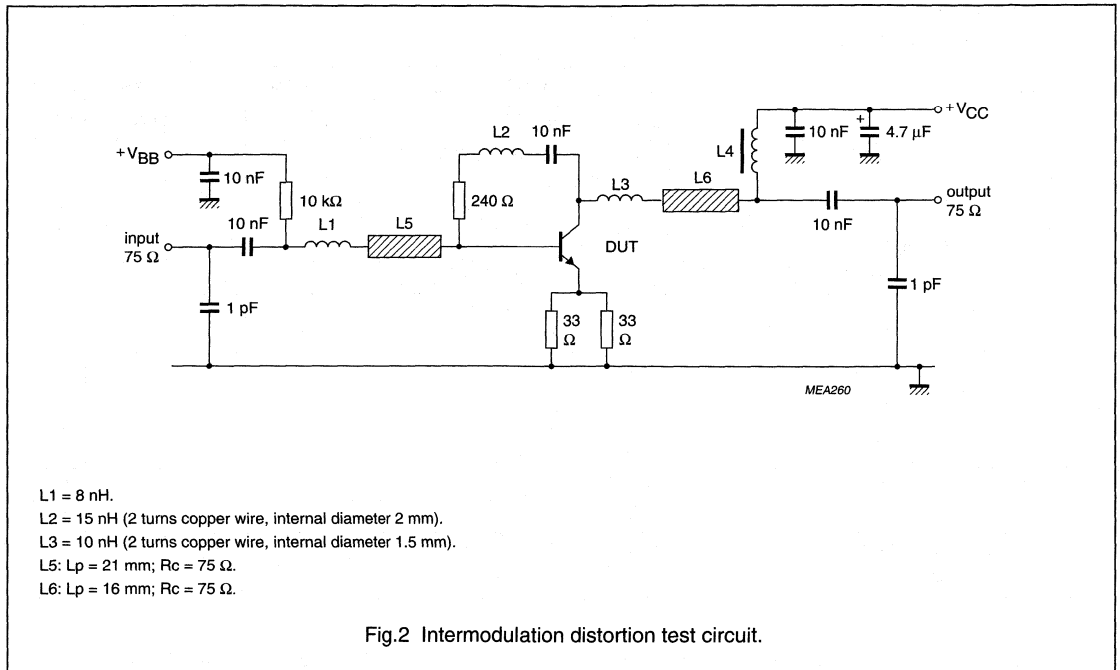 +VCC
L2
10 nF
10 nF
+
4.7 μF
L4
+VBB
10 nF
L3
L6
output
75 Ω
10 kΩ
240 Ω
10 nF
10 nF
L1
L5
DUT
input
75 Ω
1 pF
33
Ω
33
Ω
1 pF
MEA260
L1 = 8 nH.
L2 = 15 nH (2 turns copper wire, internal diameter 2 mm).
L3 = 10 nH (2 turns copper wire, internal diameter 1.5 mm).
L5: Lp = 21 mm; Rc = 75 Ω.
L6: Lp = 16 mm; Rc = 75 Ω.
Fig.2 Intermodulation distortion test circuit.